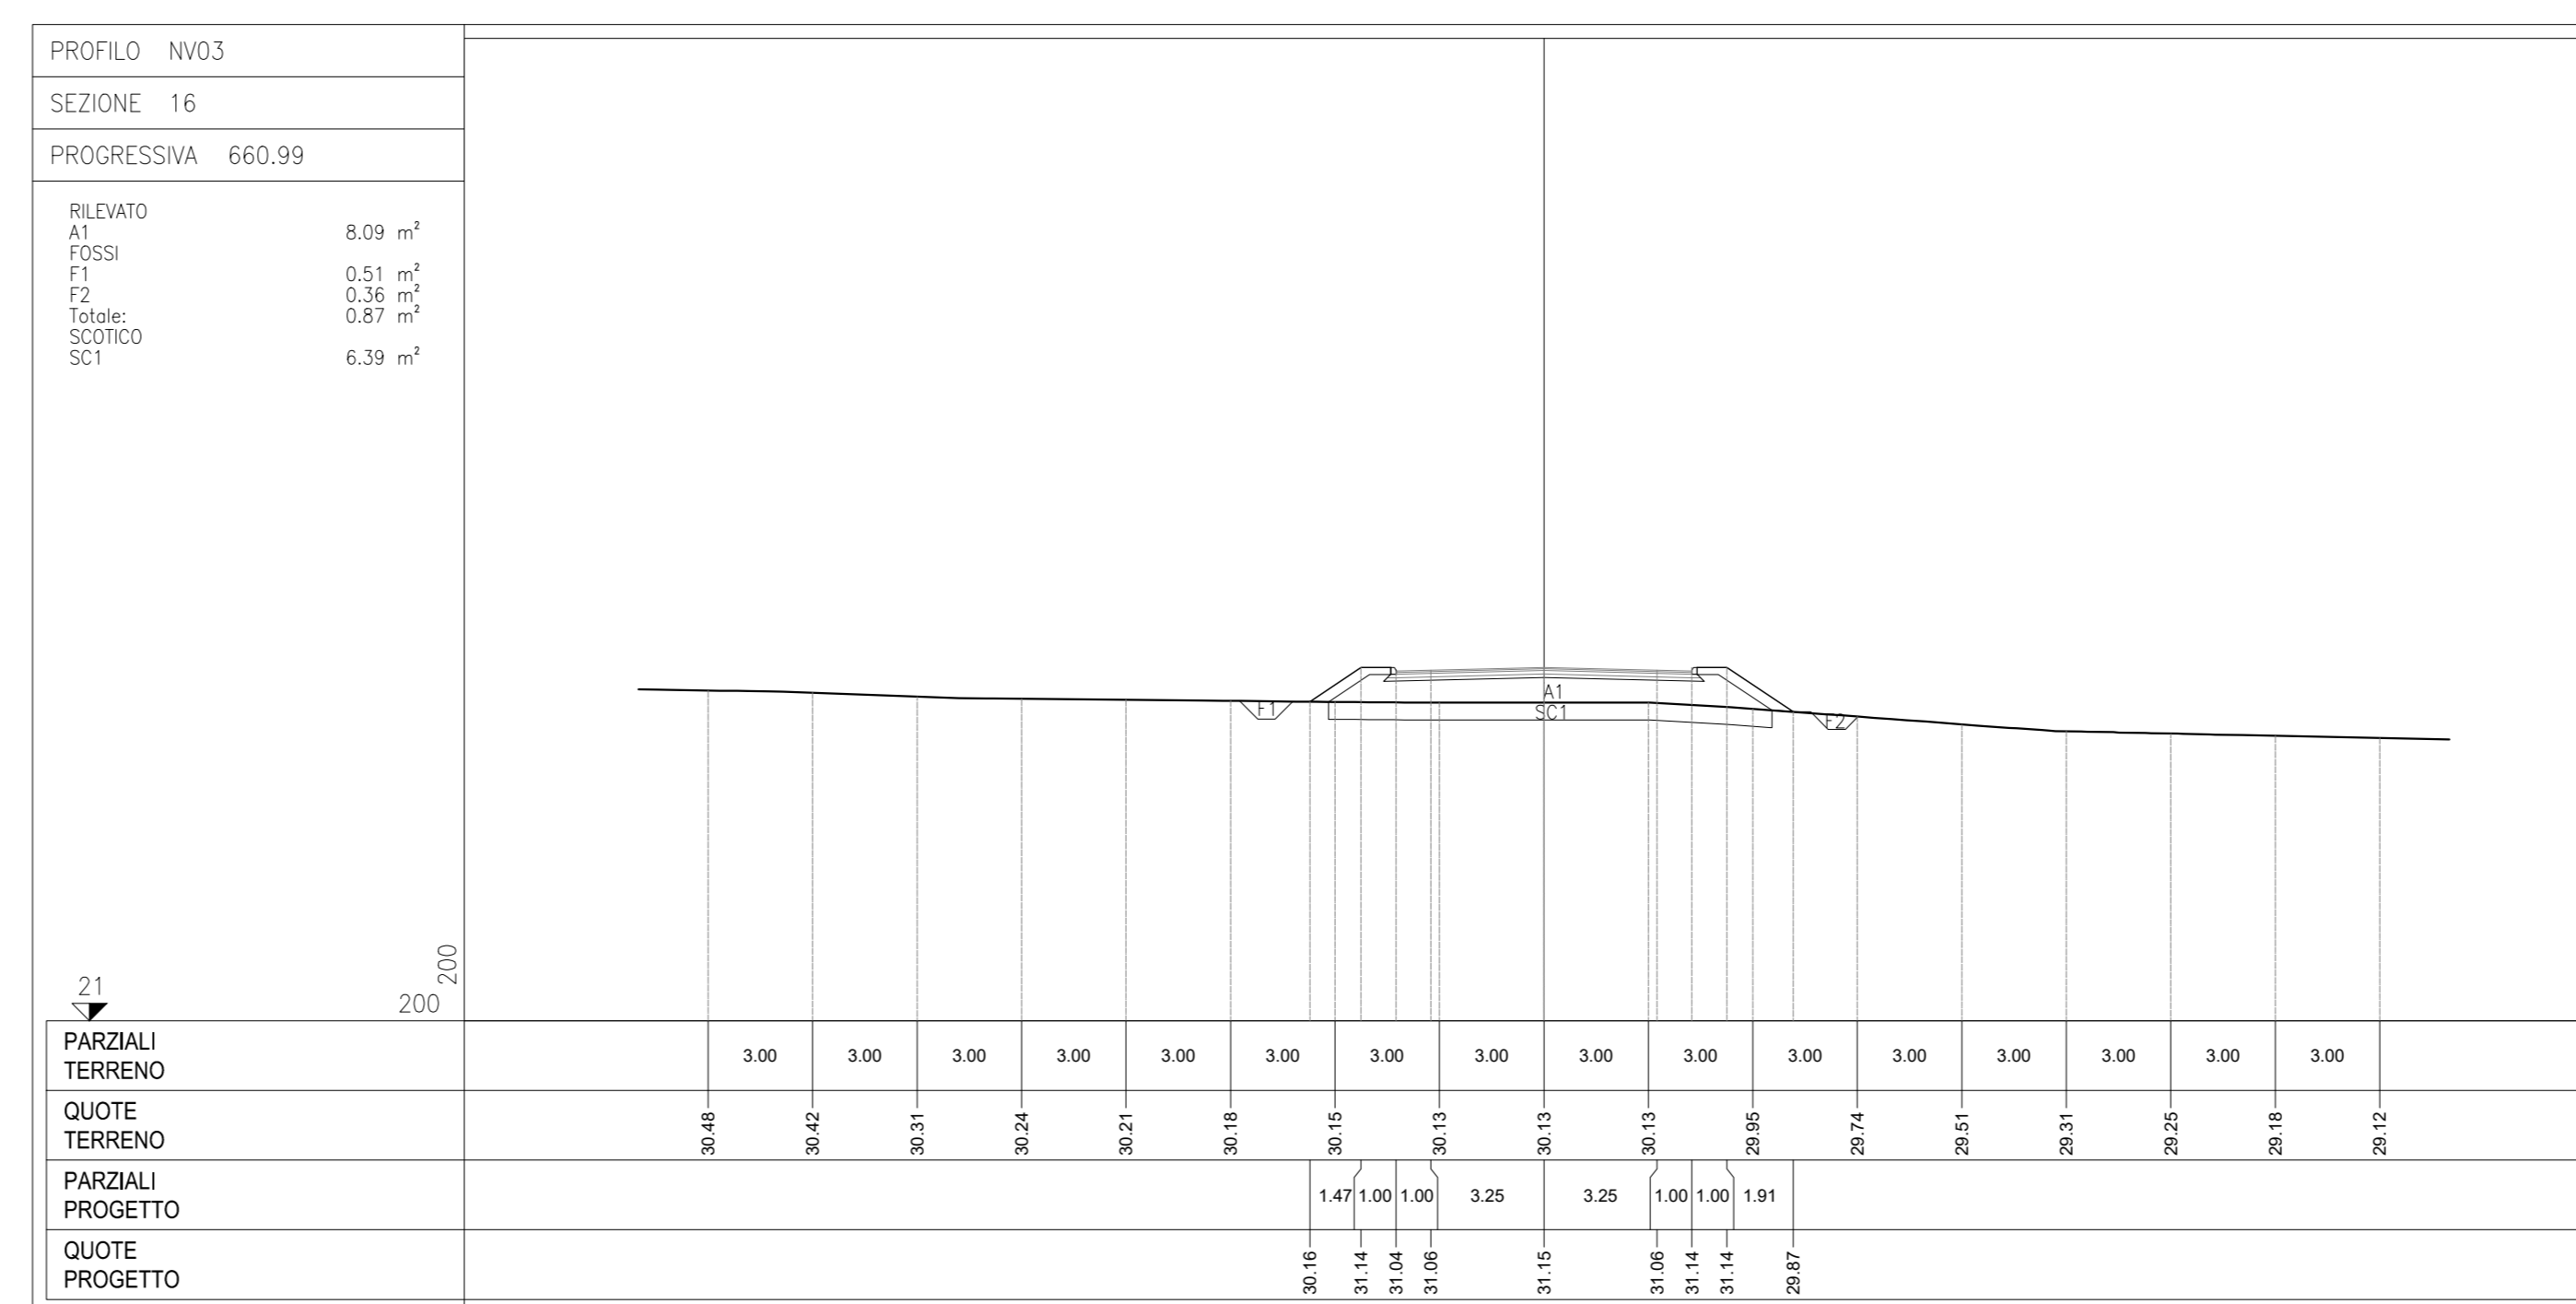 PROFILO NV03
SEZIONE 16
PROGRESSIVA 660.99
RILEVATO
A1 8.09 m²
FOSSI
F1 0.51 m²
F2 0.36 m²
Totale: 0.87 m²
SCOTICO
SC1 6.39 m²
A1
F1
SC1
F2
200
21
200
PARZIALI
TERRENO
3.00 3.00 3.00 3.00 3.00 3.00 3.00 3.00 3.00 3.00 3.00 3.00 3.00 3.00 3.00 3.00
QUOTE
TERRENO
30.48 30.42 30.31 30.24 30.21 30.18 30.15 30.13 30.13 30.13 29.95 29.74 29.51 29.31 29.25 29.18 29.12
PARZIALI
PROGETTO
1.47 1.00 1.00 3.25 3.25 1.00 1.00 1.91
QUOTE
PROGETTO
30.16 31.14 31.04 31.06 31.15 31.06 31.14 31.14 29.87